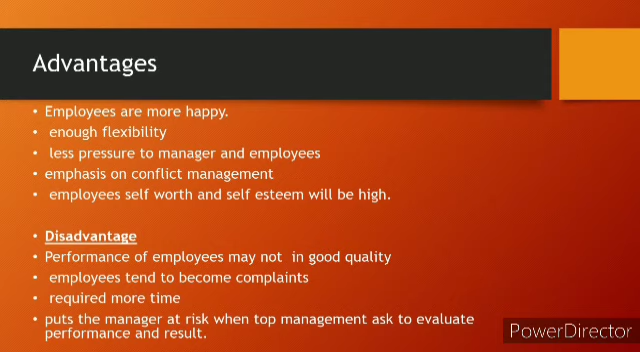 Advantages
• Employees are more happy.
• enough flexibility
• less pressure to manager and employees
• emphasis on conflict management
• employees self worth and self esteem will be high.
• Disadvantage
• Performance of employees may not in good quality
• employees tend to become complaints
• required more time
• puts the manager at risk when top management ask to evaluate
performance and result.
PowerDirector